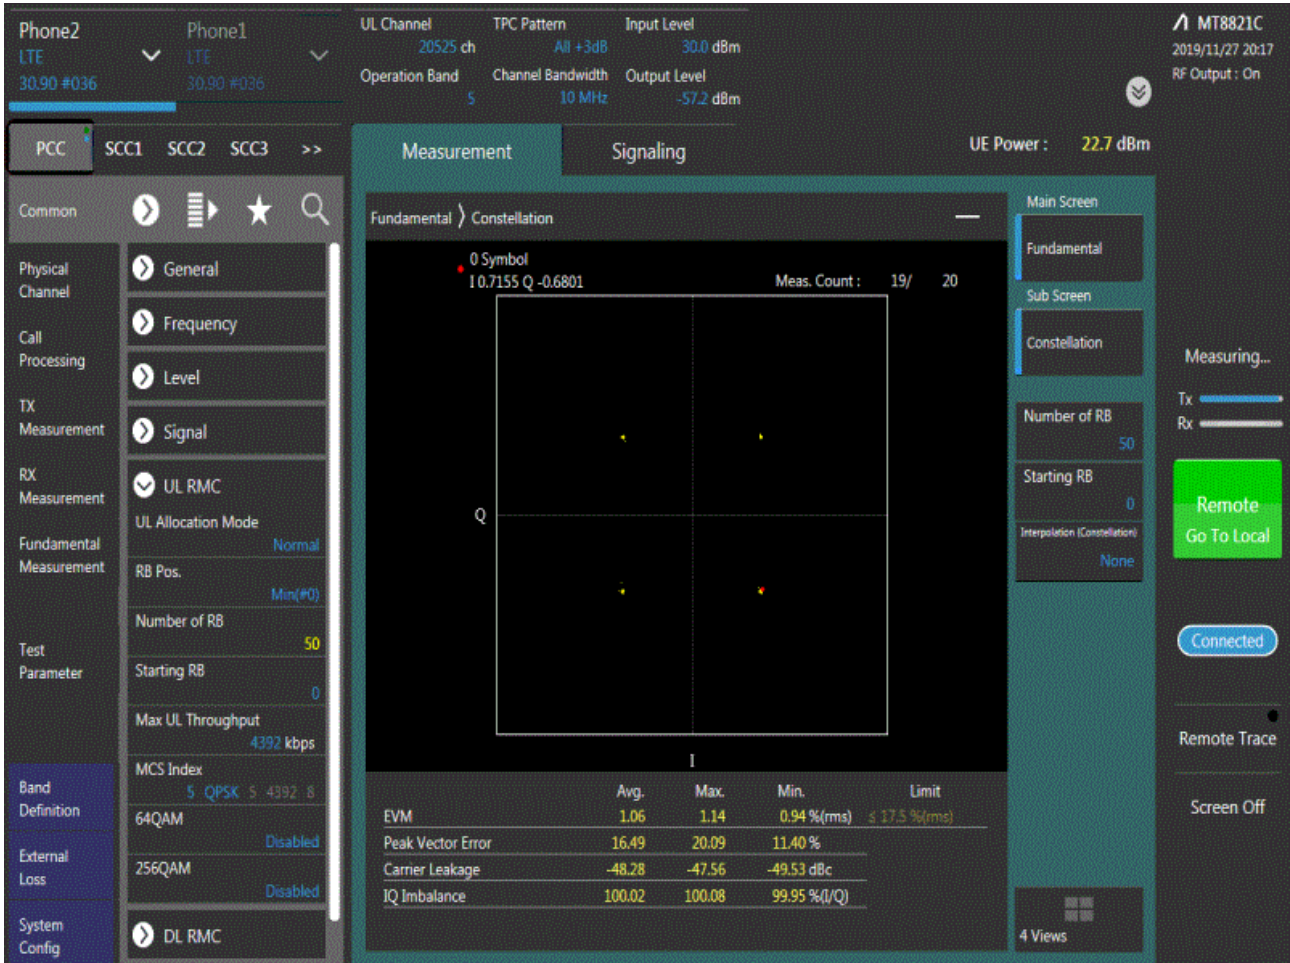 Phone2
LTE
30.90 #036
Phone1
LTE
30.90 #036
UL Channel
20525 ch
TPC Pattern
All +3dB
Input Level
30.0 dBm
Operation Band
5
Channel Bandwidth
10 MHz
Output Level
-57.2 dBm
MT8821C
2019/11/27 20:17
RF Output : On
PCC SCC1 SCC2 SCC3 >>
Measurement
Signaling
UE Power : 22.7 dBm
Common
Physical
Channel
Call
Processing
TX
Measurement
RX
Measurement
Fundamental
Measurement
Test
Parameter
Band
Definition
External
Loss
System
Config
General
Frequency
Level
Signal
UL RMC
UL Allocation Mode
Normal
RB Pos.
Min(#0)
Number of RB
50
Starting RB
0
Max UL Throughput
4392 kbps
MCS Index
5 QPSK 5 4392 8
64QAM
Disabled
256QAM
Disabled
DL RMC
Fundamental 〉 Constellation
0 Symbol
I 0.7155 Q -0.6801
Meas. Count : 19/ 20
Q
I
Avg. Max. Min. Limit
EVM 1.06 1.14 0.94 %(rms) ≤ 17.5 %(rms)
Peak Vector Error 16.49 20.09 11.40 %
Carrier Leakage -48.28 -47.56 -49.53 dBc
IQ Imbalance 100.02 100.08 99.95 %(I/Q)
Main Screen
Fundamental
Sub Screen
Constellation
Number of RB
50
Starting RB
0
Interpolation (Constellation)
None
4 Views
Measuring...
Tx
Rx
Remote
Go To Local
Connected
Remote Trace
Screen Off